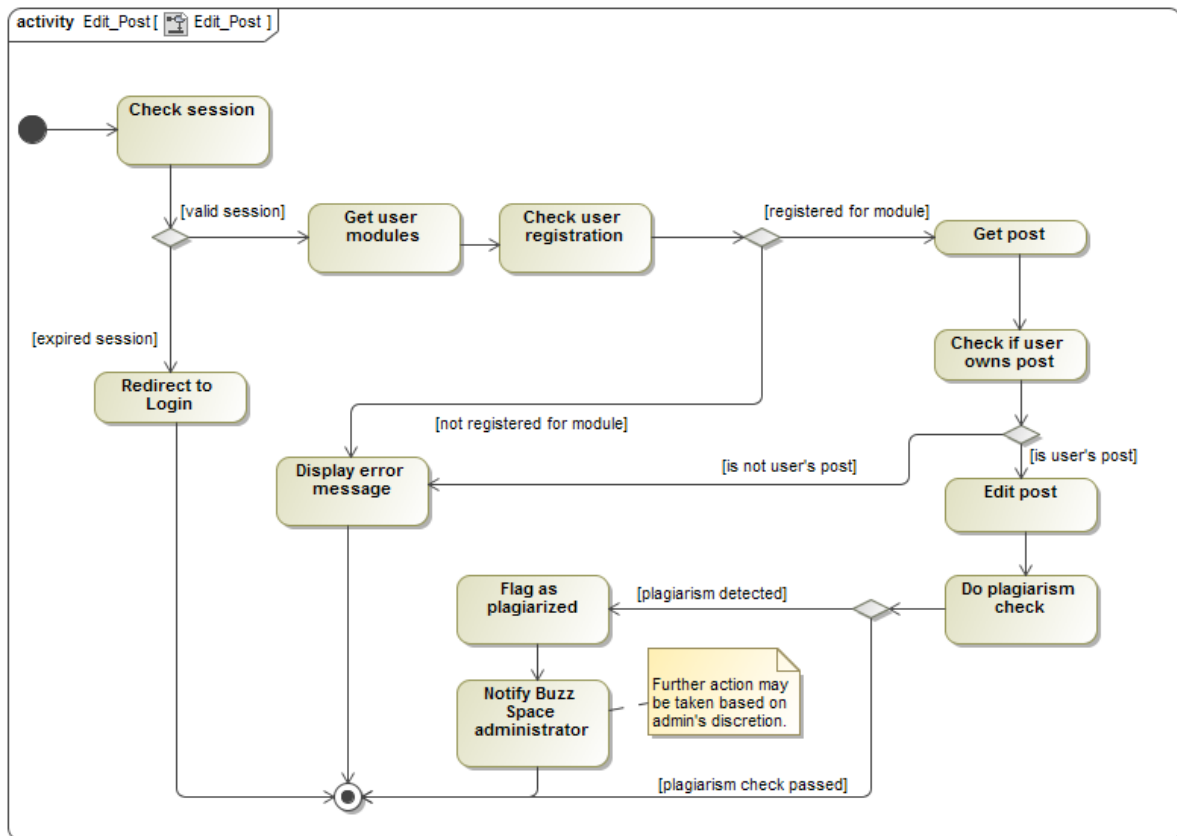 activity Edit_Post [ Edit_Post ]
Check session
[valid session]
Get user
modules
Check user
registration
[registered for module]
Get post
[expired session]
Check if user
owns post
Redirect to
Login
[not registered for module]
[is not user's post]
[is user's post]
Display error
message
Edit post
Flag as
plagiarized
[plagiarism detected]
Do plagiarism
check
Notify Buzz
Space
administrator
Further action may
be taken based on
admin's discretion.
[plagiarism check passed]